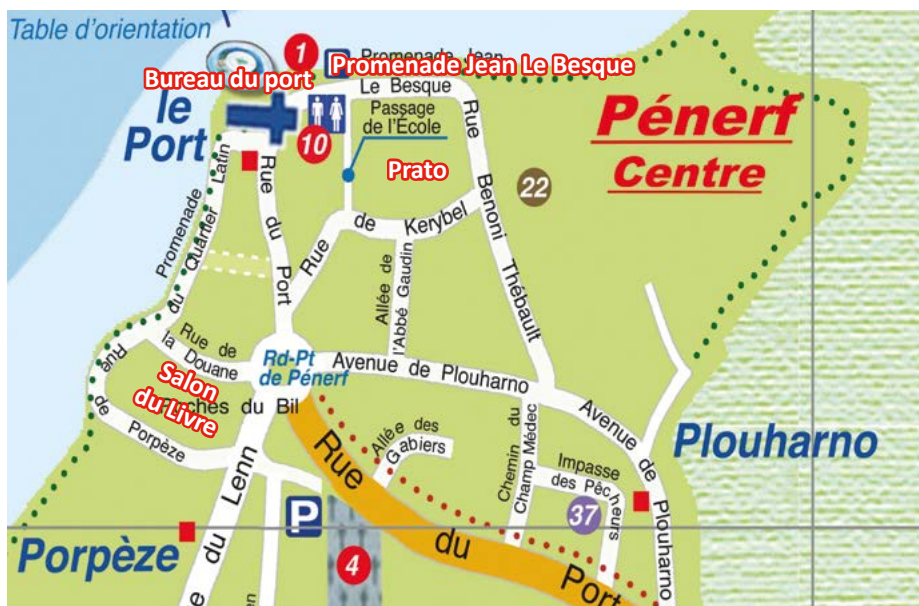 Table d'orientation
1
P
Promenade Jean
Promenade Jean Le Besque
Bureau du port
Le Besque
le
Port
10
Passage
de l'École
Prato
Pénerf
Centre
22
Promenade
du Quartier Latin
Rue du Port
Rue de Kerybel
Rue Benoni Thébault
Allée de
l'Abbé Gaudin
Rue de
la Douane
Rd-Pt
de Pénerf
Avenue de Plouharno
Avenue de Plouharno
Salon
du Livre
du Bil
Rue de Porpèze
Allée des
Gabiers
Chemin du
Champ Médec
Impasse
des Pêcheurs
Plouharno
37
P
Rue du Port
Porpèze
e du Lenn
4
en